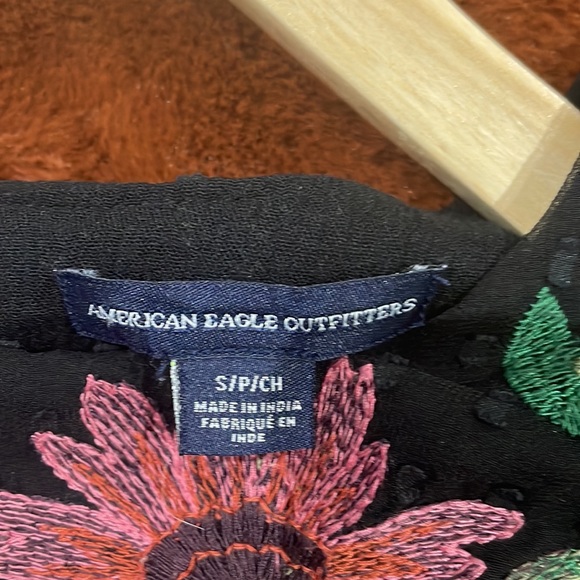 AMERICAN EAGLE OUTFITTERS
S/P/CH
MADE IN INDIA
FABRIQUÉ EN
INDE